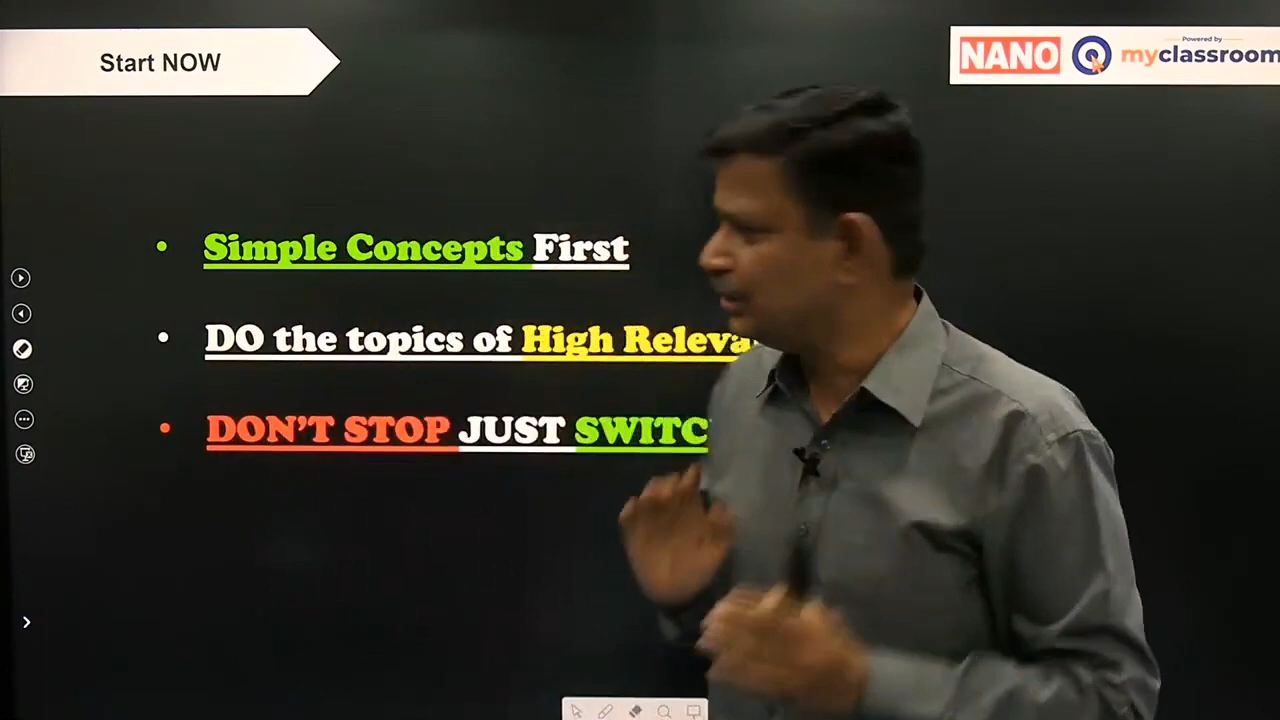 Start NOW
NANO
Powered by
myclassroom
Simple Concepts First
DO the topics of High
DON'T STOP JUST